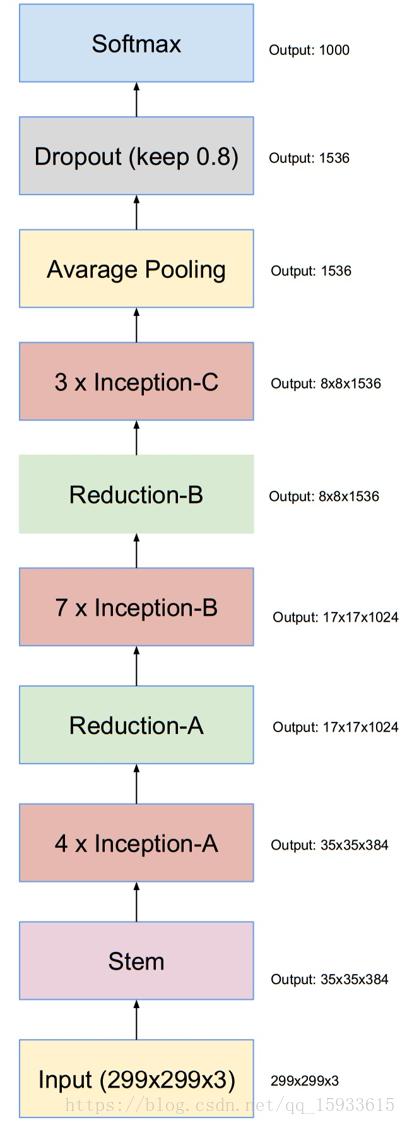 Softmax
Output: 1000
Dropout (keep 0.8)
Output: 1536
Avarage Pooling
Output: 1536
3 x Inception-C
Output: 8x8x1536
Reduction-B
Output: 8x8x1536
7 x Inception-B
Output: 17x17x1024
Reduction-A
Output: 17x17x1024
4 x Inception-A
Output: 35x35x384
Stem
Output: 35x35x384
Input (299x299x3)
299x299x3
https://blog.csdn.net/qq_15933615